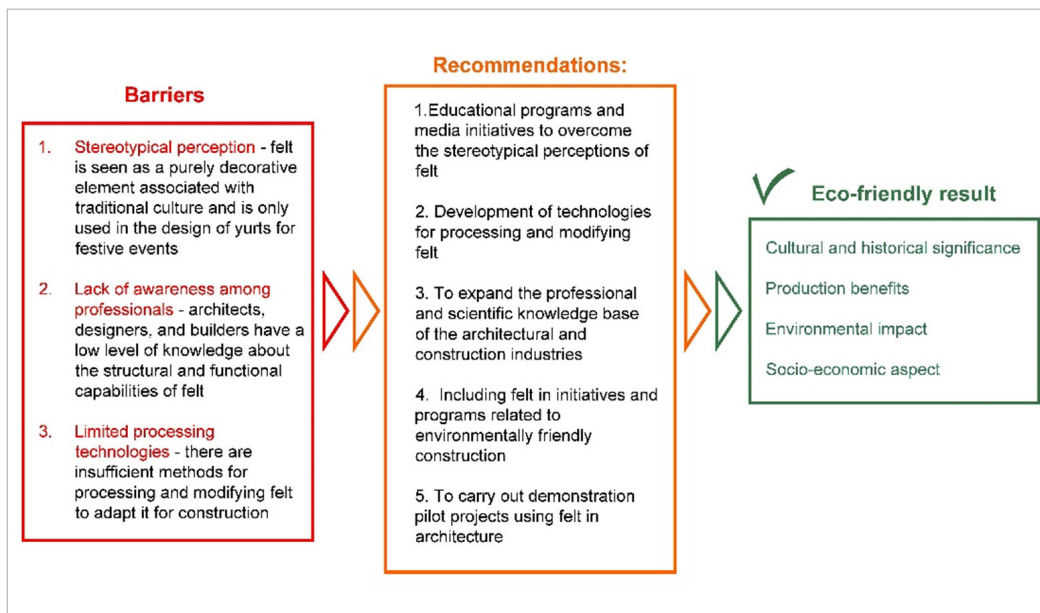 Barriers
1. Stereotypical perception - felt
is seen as a purely decorative
element associated with
traditional culture and is only
used in the design of yurts for
festive events
2. Lack of awareness among
professionals - architects,
designers, and builders have a
low level of knowledge about
the structural and functional
capabilities of felt
3. Limited processing
technologies - there are
insufficient methods for
processing and modifying felt
to adapt it for construction
Recommendations:
1.Educational programs and
media initiatives to overcome
the stereotypical perceptions of
felt
2. Development of technologies
for processing and modifying
felt
3. To expand the professional
and scientific knowledge base
of the architectural and
construction industries
4. Including felt in initiatives and
programs related to
environmentally friendly
construction
5. To carry out demonstration
pilot projects using felt in
architecture
Eco-friendly result
Cultural and historical significance
Production benefits
Environmental impact
Socio-economic aspect